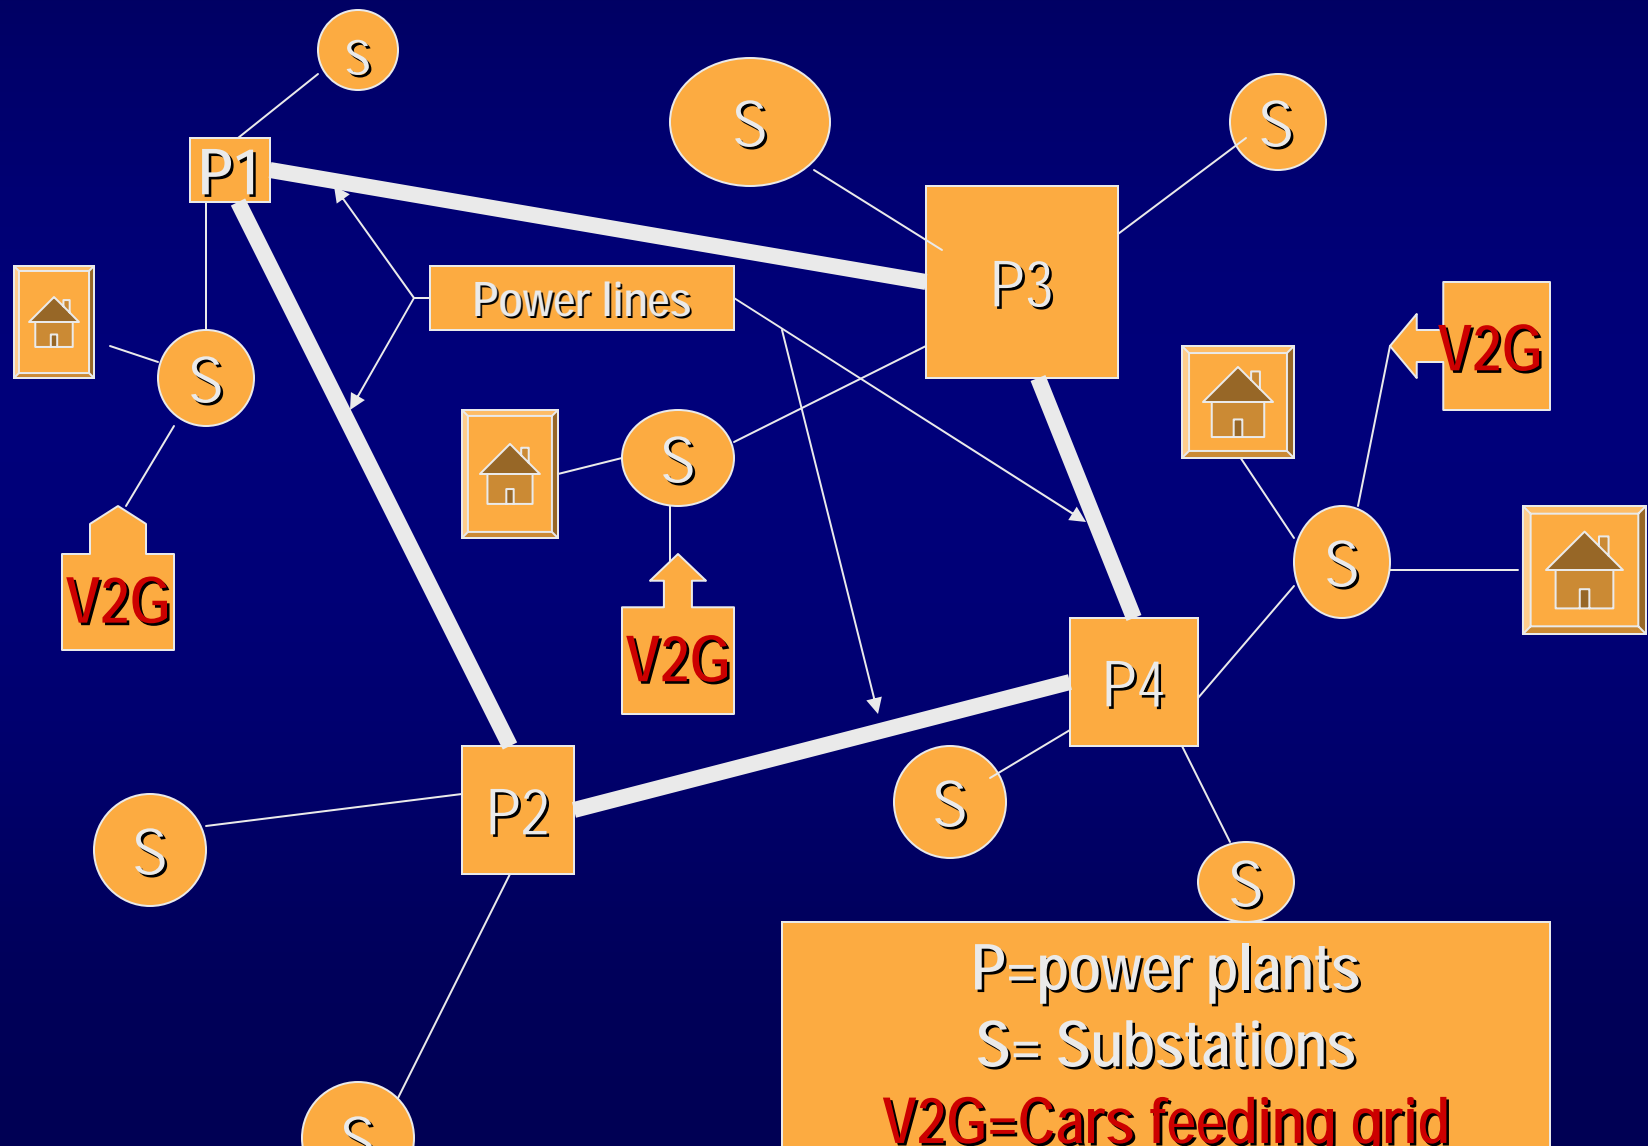 S
S
S
P1
P3
Power lines
V2G
S
S
S
V2G
V2G
P4
P2
S
S
S
P=power plants
S= Substations
V2G=Cars feeding grid
S